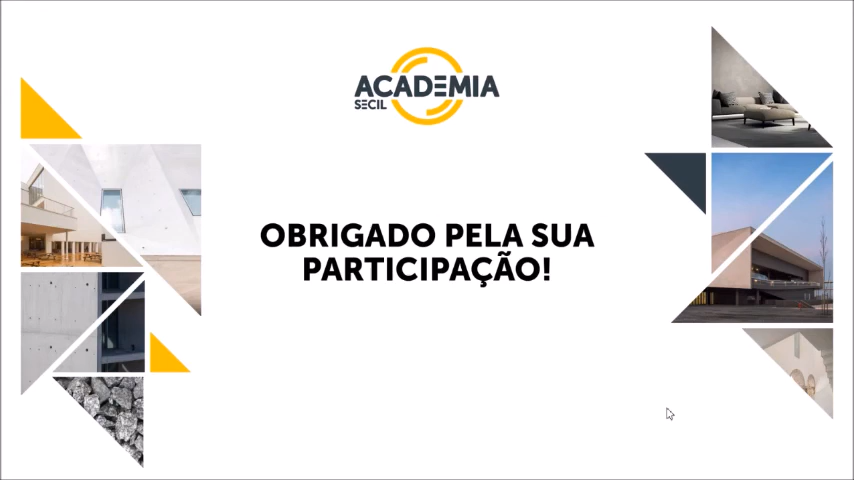 ACADEMIA
SECIL
OBRIGADO PELA SUA
PARTICIPAÇÃO!